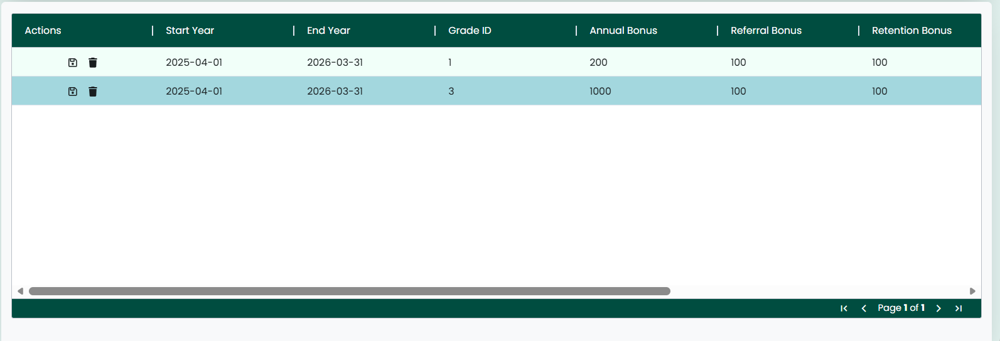 Actions Start Year End Year Grade ID Annual Bonus Referral Bonus Retention Bonus
2025-04-01 2026-03-31 1 200 100 100
2025-04-01 2026-03-31 3 1000 100 100
Page 1 of 1